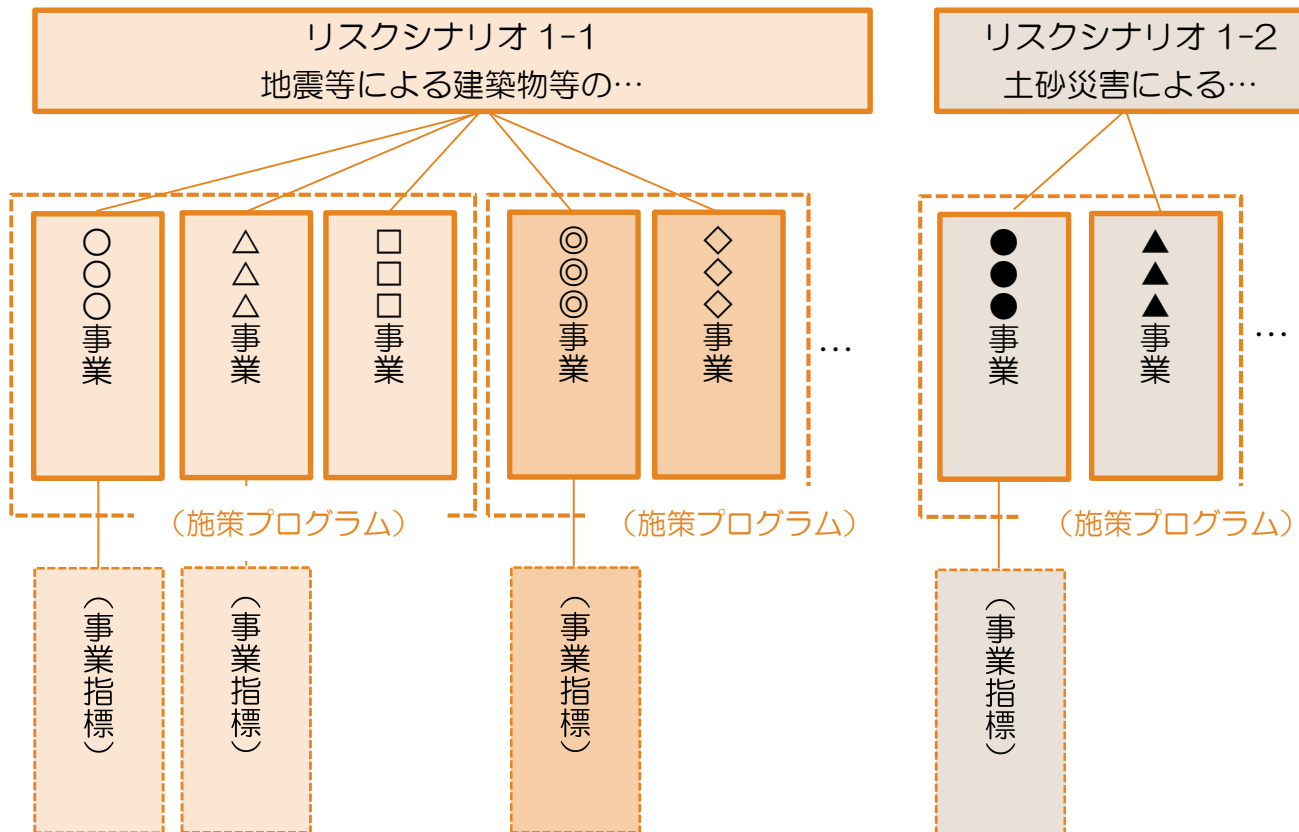 リスクシナリオ 1-1
地震等による建築物等の…
リスクシナリオ 1-2
土砂災害による…
○○○事業
△△△事業
□□□事業
◎◎◎事業
◇◇◇事業
…
●●●事業
▲▲▲事業
…
（施策プログラム）
（施策プログラム）
（施策プログラム）
（事業指標）
（事業指標）
（事業指標）
（事業指標）